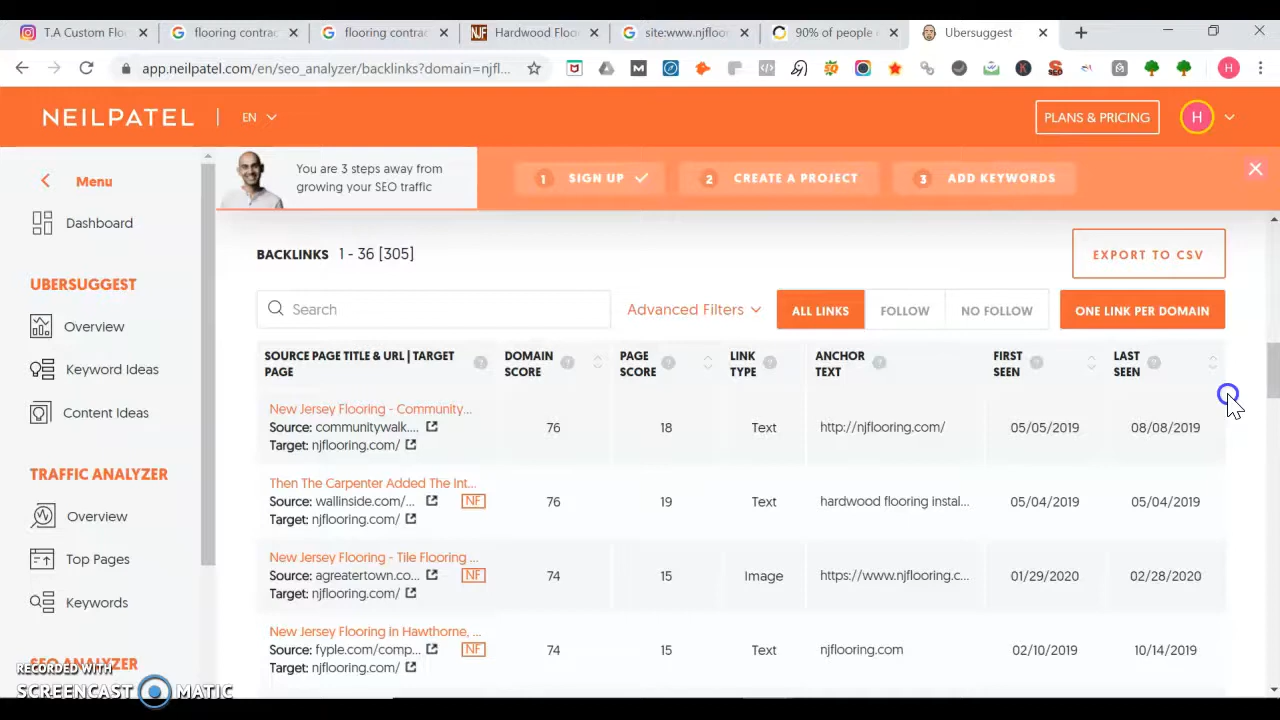 T.A Custom Floo
flooring contrac
flooring contrac
Hardwood Floo
site:www.njfloo
90% of people
Ubersuggest
app.neilpatel.com/en/seo_analyzer/backlinks?domain=njfl...
H
NEILPATEL
EN
PLANS & PRICING
H
Menu
You are 3 steps away from
growing your SEO traffic
1 SIGN UP
2 CREATE A PROJECT
3 ADD KEYWORDS
Dashboard
UBERSUGGEST
Overview
Keyword Ideas
Content Ideas
TRAFFIC ANALYZER
Overview
Top Pages
Keywords
SEO ANALYZER
BACKLINKS 1 - 36 [305]
EXPORT TO CSV
Search
Advanced Filters
ALL LINKS
FOLLOW
NO FOLLOW
ONE LINK PER DOMAIN
SOURCE PAGE TITLE & URL | TARGET
PAGE
DOMAIN
SCORE
PAGE
SCORE
LINK
TYPE
ANCHOR
TEXT
FIRST
SEEN
LAST
SEEN
New Jersey Flooring - Community...
Source: communitywalk....
Target: njflooring.com/
76
18
Text
http://njflooring.com/
05/05/2019
08/08/2019
Then The Carpenter Added The Int...
Source: wallinside.com/... NF
Target: njflooring.com/
76
19
Text
hardwood flooring instal...
05/04/2019
05/04/2019
New Jersey Flooring - Tile Flooring ...
Source: agreatertown.co... NF
Target: njflooring.com/
74
15
Image
https://www.njflooring.c...
01/29/2020
02/28/2020
New Jersey Flooring in Hawthorne, ...
Source: fyple.com/comp... NF
Target: njflooring.com/
74
15
Text
njflooring.com
02/10/2019
10/14/2019
RECORDED WITH
SCREENCAST MATIC